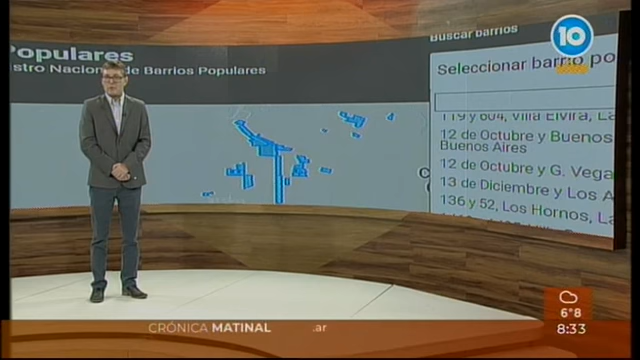 Populares
stro Nacional de Barrios Populares
Buscar barrios
Seleccionar barrio po
119 y 604, Villa Elvira, La
12 de Octubre y Buenos
Buenos Aires
12 de Octubre y G. Vega
13 de Diciembre y Los A
136 y 52, Los Hornos, La
10
CRÓNICA MATINAL
.ar
6°8
8:33